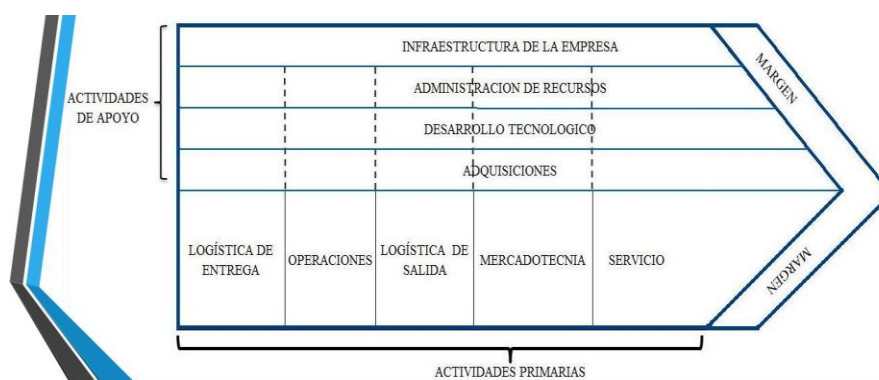 INFRAESTRUCTURA DE LA EMPRESA
MARGEN
ADMINISTRACION DE RECURSOS
ACTIVIDADES
DE APOYO
DESARROLLO TECNOLOGICO
ADQUISICIONES
LOGÍSTICA DE
ENTREGA
OPERACIONES
LOGÍSTICA DE
SALIDA
MERCADOTECNIA
SERVICIO
MARGEN
ACTIVIDADES PRIMARIAS